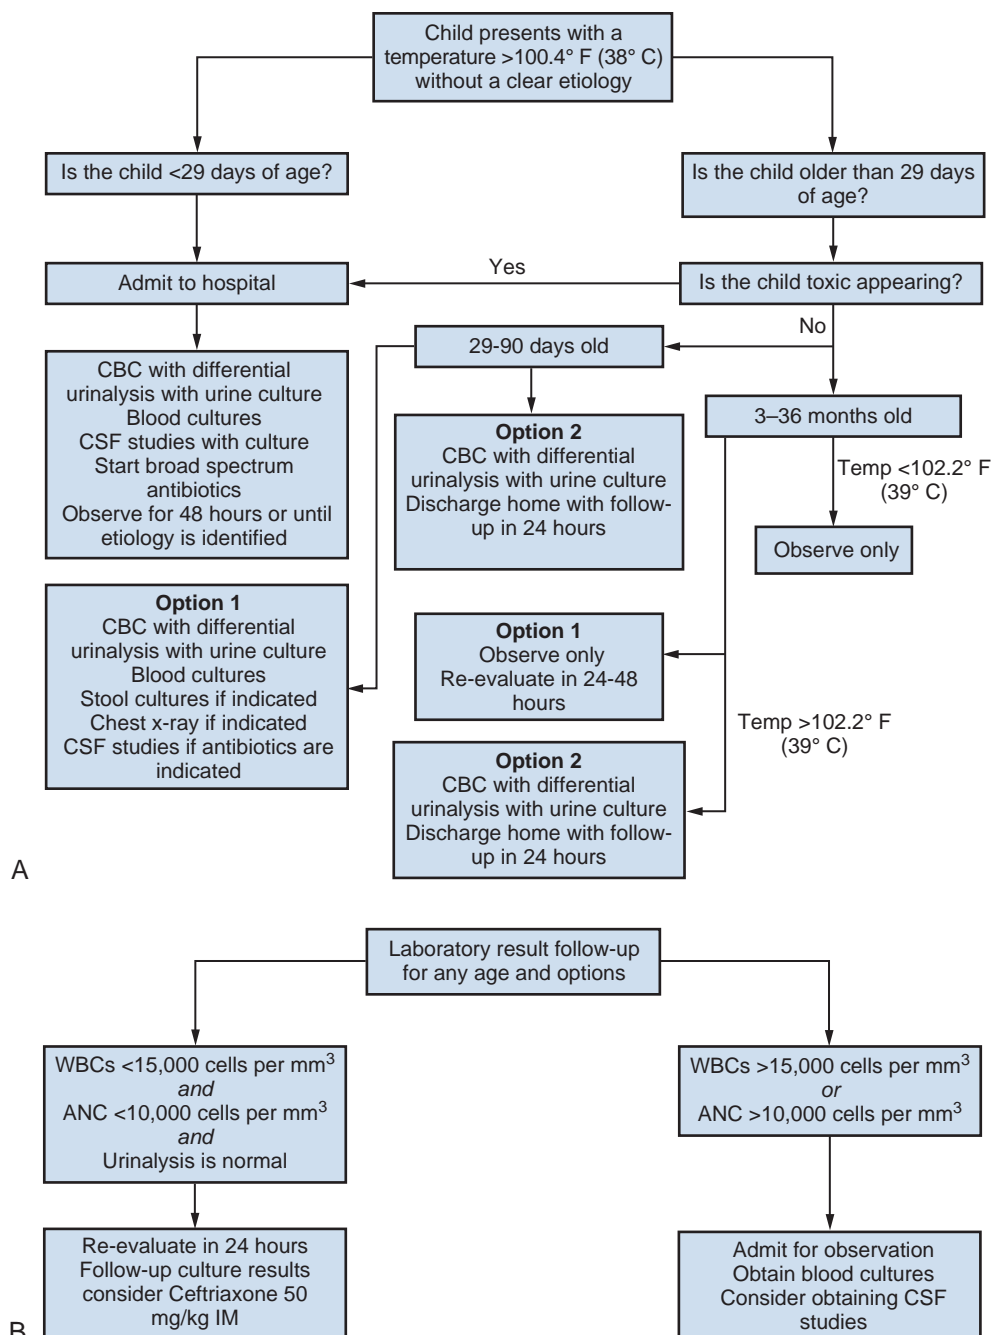 Child presents with a
temperature >100.4° F (38° C)
without a clear etiology
Is the child <29 days of age?
Is the child older than 29 days
of age?
Admit to hospital
Yes
Is the child toxic appearing?
No
29-90 days old
CBC with differential
urinalysis with urine culture
Blood cultures
CSF studies with culture
Start broad spectrum
antibiotics
Observe for 48 hours or until
etiology is identified
Option 2
CBC with differential
urinalysis with urine culture
Discharge home with follow-
up in 24 hours
3–36 months old
Temp <102.2° F
(39° C)
Observe only
Option 1
CBC with differential
urinalysis with urine culture
Blood cultures
Stool cultures if indicated
Chest x-ray if indicated
CSF studies if antibiotics are
indicated
Option 1
Observe only
Re-evaluate in 24-48
hours
Temp >102.2° F
(39° C)
Option 2
CBC with differential
urinalysis with urine culture
Discharge home with follow-
up in 24 hours
A
Laboratory result follow-up
for any age and options
WBCs <15,000 cells per mm³
and
ANC <10,000 cells per mm³
and
Urinalysis is normal
WBCs >15,000 cells per mm³
or
ANC >10,000 cells per mm³
Re-evaluate in 24 hours
Follow-up culture results
consider Ceftriaxone 50
mg/kg IM
Admit for observation
Obtain blood cultures
Consider obtaining CSF
studies
B